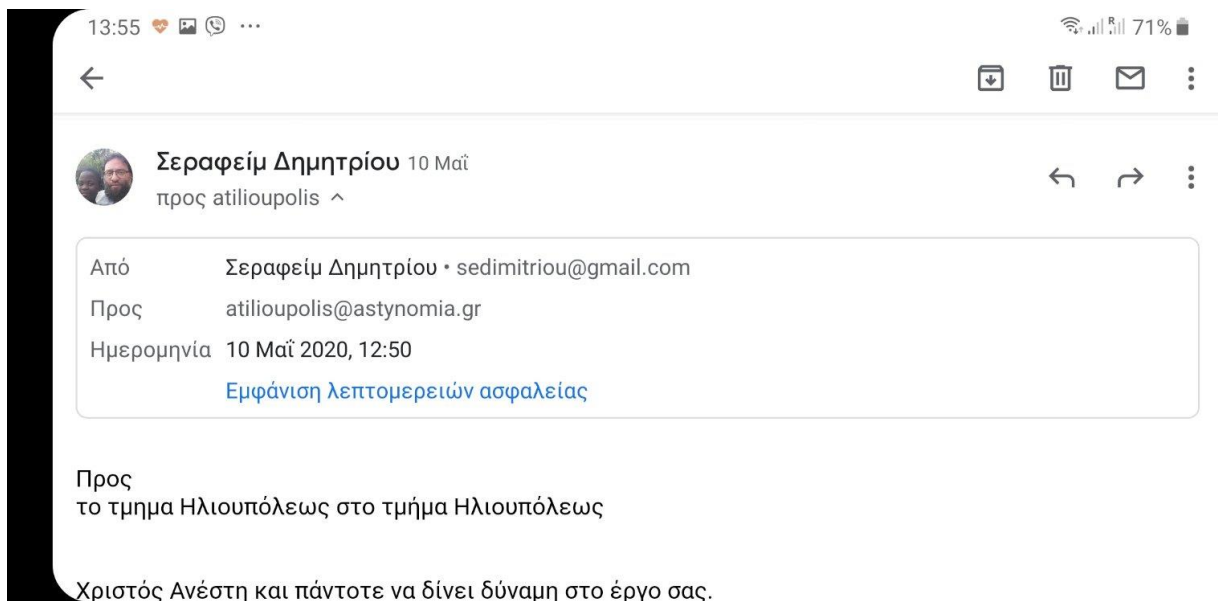 13:55 71%
Σεραφείμ Δημητρίου 10 Μαΐ
προς atilioupolis
Από Σεραφείμ Δημητρίου • sedimitriou@gmail.com
Προς atilioupolis@astynomia.gr
Ημερομηνία 10 Μαΐ 2020, 12:50
Εμφάνιση λεπτομερειών ασφαλείας
Προς
το τμημα Ηλιουπόλεως στο τμήμα Ηλιουπόλεως
Χριστός Ανέστη και πάντοτε να δίνει δύναμη στο έργο σας.